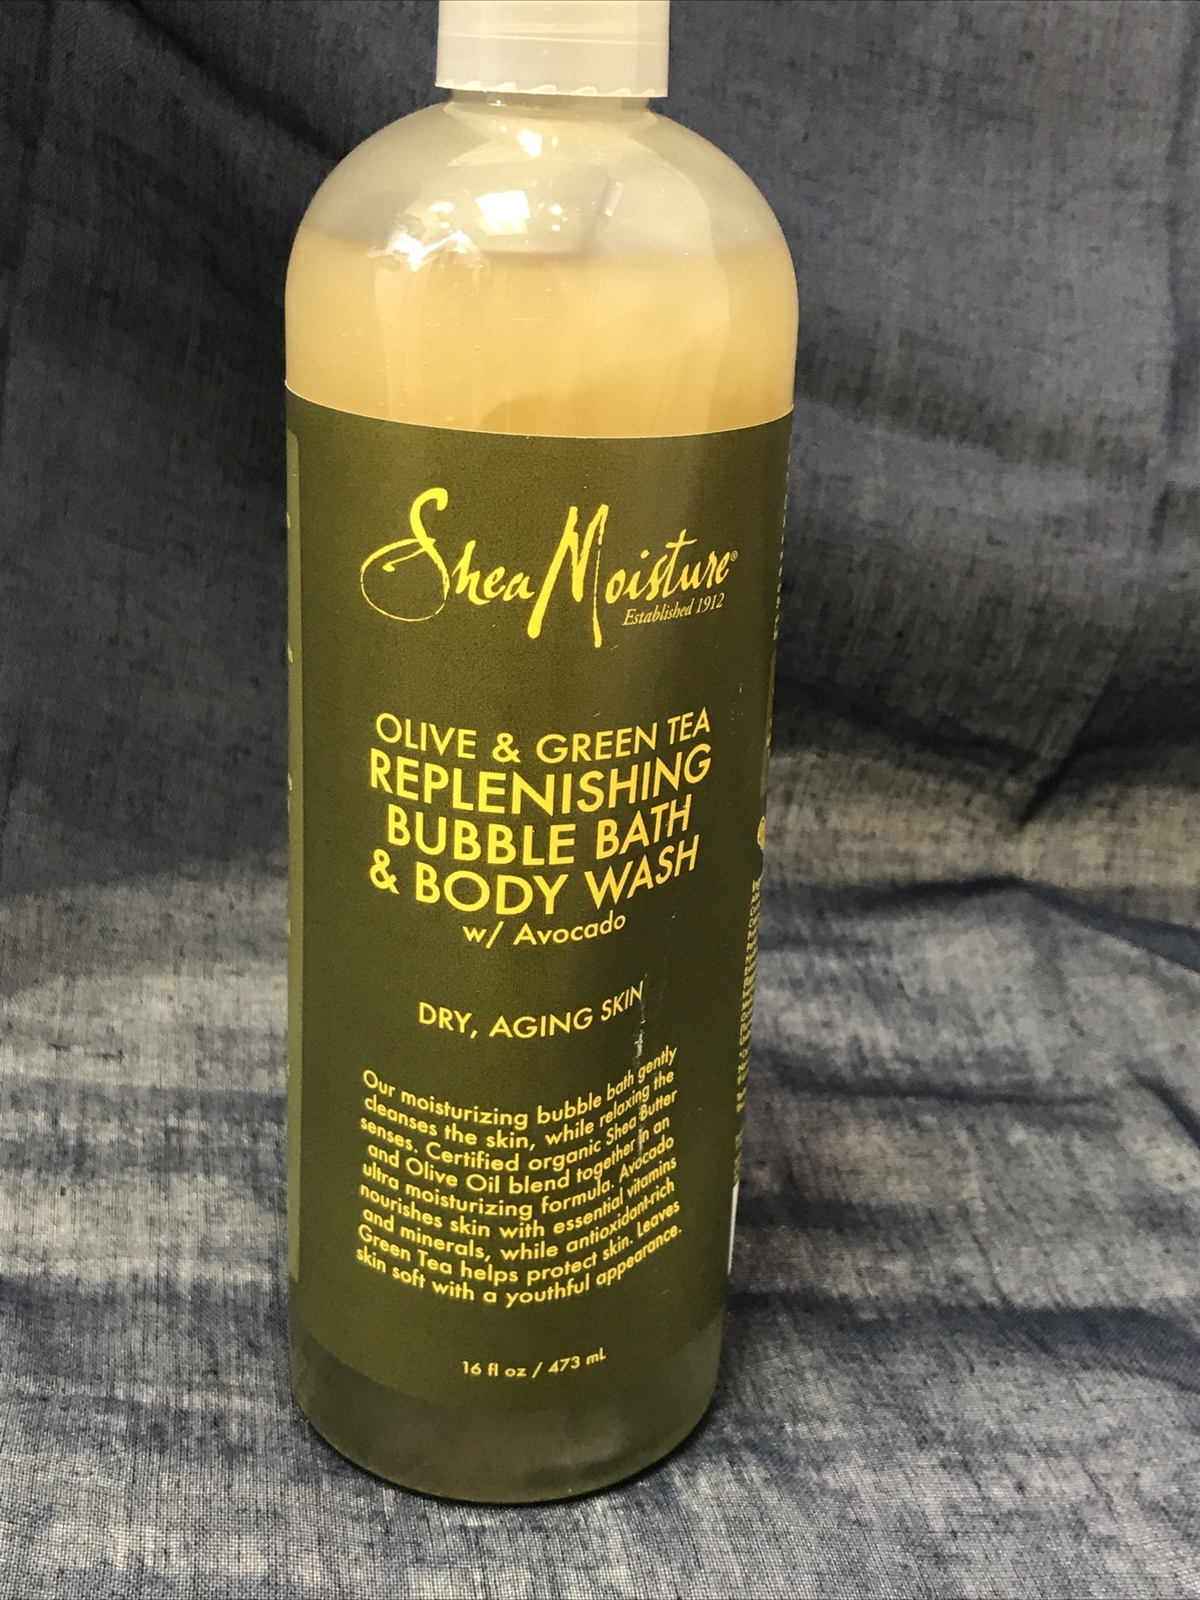 Shea Moisture®
Established 1912
OLIVE & GREEN TEA
REPLENISHING
BUBBLE BATH
& BODY WASH
w/ Avocado
DRY, AGING SKIN
Our moisturizing bubble bath gently
cleanses the skin, while relaxing the
senses. Certified organic Shea Butter
and Olive Oil blend together in an
ultra moisturizing formula. Avocado
nourishes skin with essential vitamins
and minerals, while antioxidant-rich
Green Tea helps protect skin. Leaves
skin soft with a youthful appearance.
16 fl oz / 473 mL